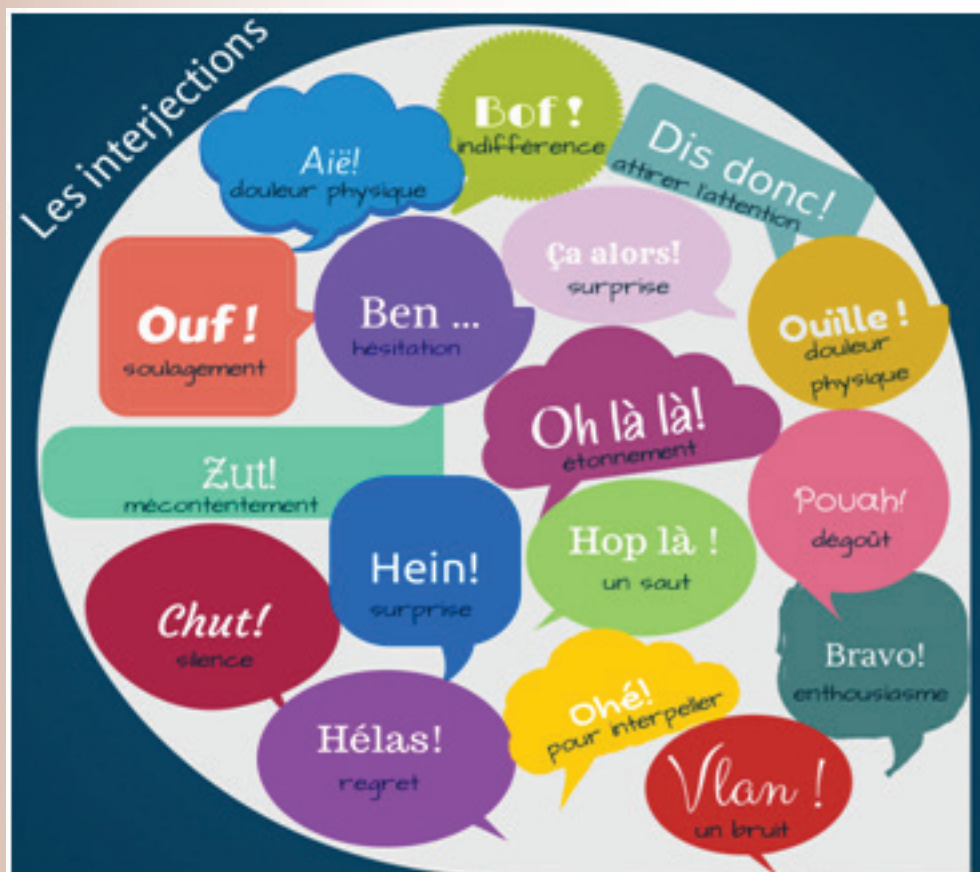 Les interjections
Bof !
indifférence
Aïë!
douleur physique
Dis donc!
attirer l'attention
Ça alors!
surprise
Ouf !
soulagement
Ben ...
hésitation
Ouille !
douleur
physique
Oh là là!
étonnement
Zut!
mécontentement
Pouah!
dégoût
Hein!
surprise
Hop là !
un saut
Chut!
silence
Bravo!
enthousiasme
Hélas!
regret
Ohé!
pour interpeller
Vlan !
un bruit